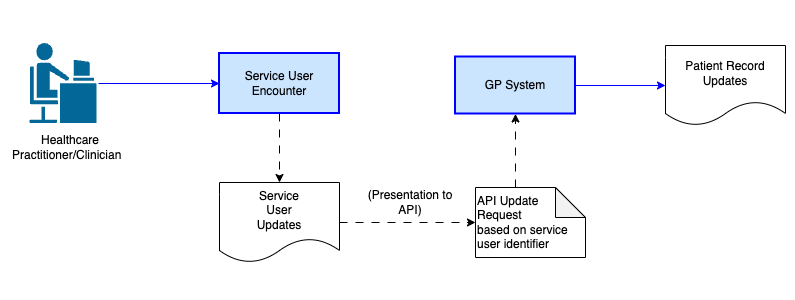 Healthcare
Practitioner/Clinician
Service User
Encounter
GP System
Patient Record
Updates
Service
User
Updates
(Presentation to
API)
API Update
Request
based on service
user identifier